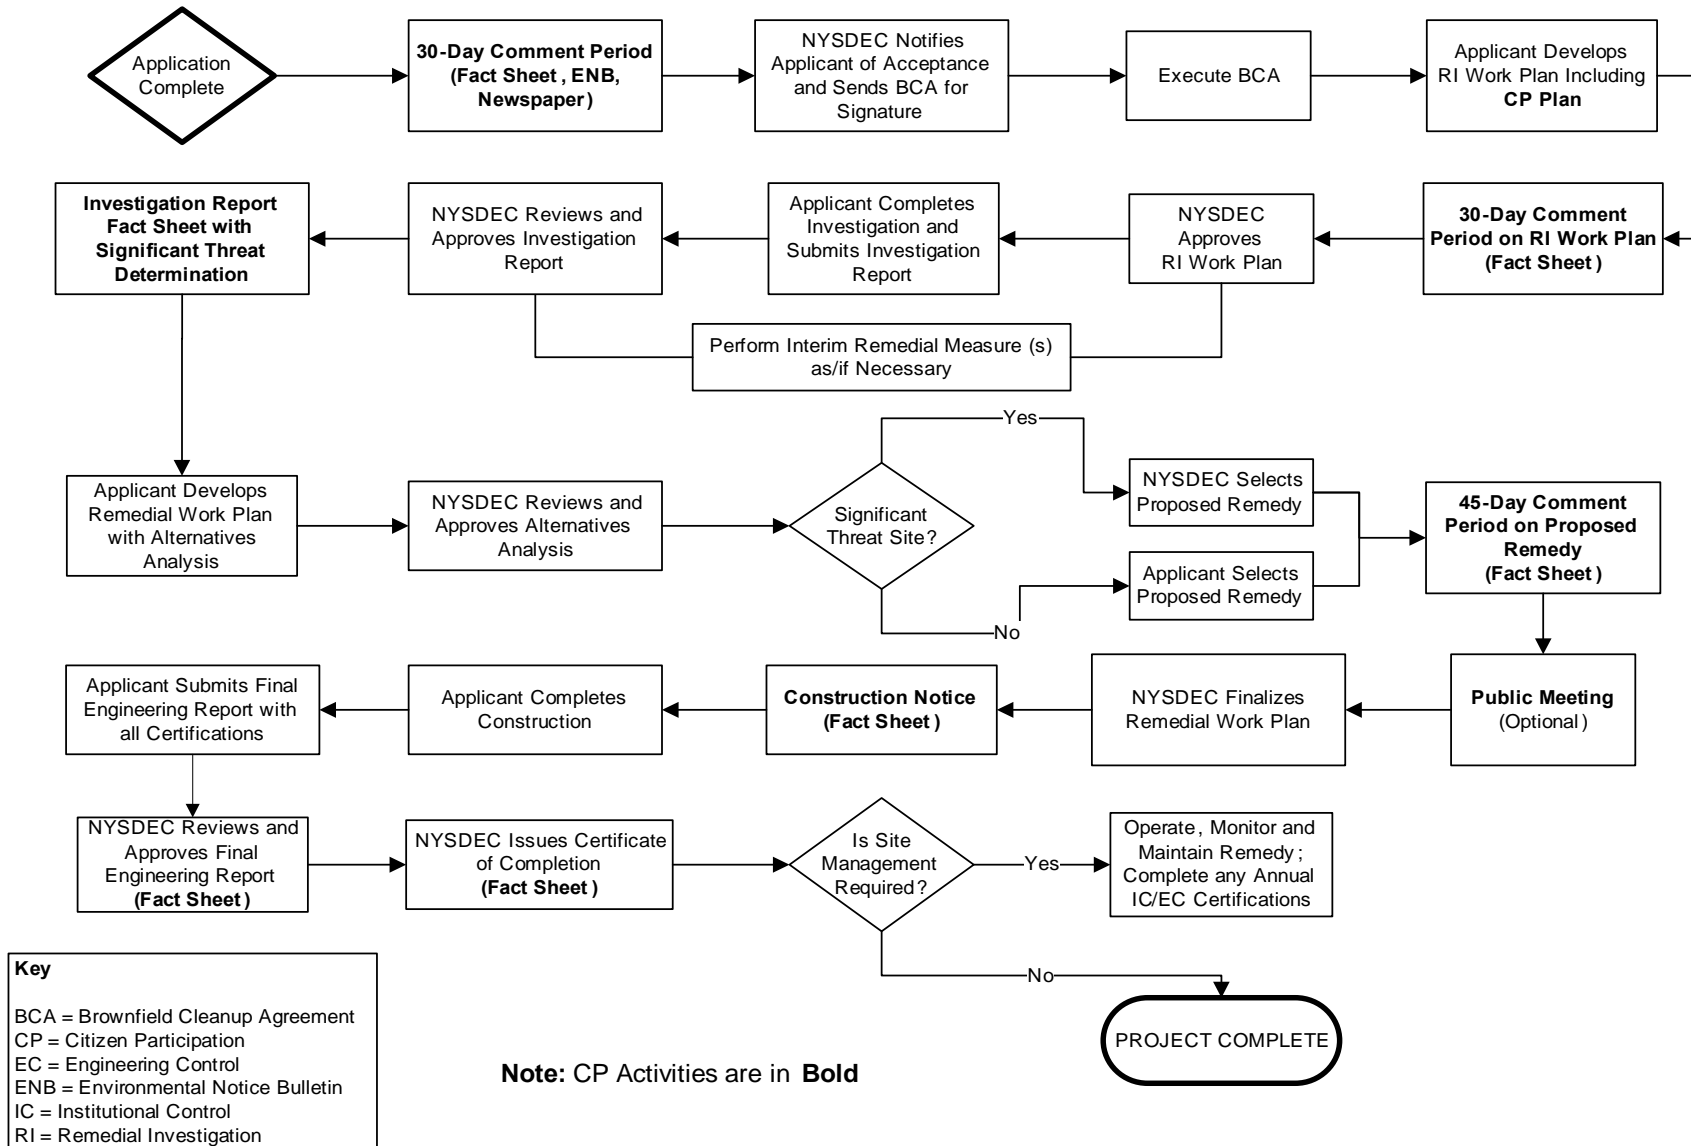 Application
Complete
30-Day Comment Period
(Fact Sheet , ENB,
Newspaper )
NYSDEC Notifies
Applicant of Acceptance
and Sends BCA for
Signature
Execute BCA
Applicant Develops
RI Work Plan Including
CP Plan
Investigation Report
Fact Sheet with
Significant Threat
Determination
NYSDEC Reviews and
Approves Investigation
Report
Applicant Completes
Investigation and
Submits Investigation
Report
NYSDEC
Approves
RI Work Plan
30-Day Comment
Period on RI Work Plan
(Fact Sheet )
Perform Interim Remedial Measure (s)
as/if Necessary
Applicant Develops
Remedial Work Plan
with Alternatives
Analysis
NYSDEC Reviews and
Approves Alternatives
Analysis
Significant
Threat Site?
Yes
No
NYSDEC Selects
Proposed Remedy
Applicant Selects
Proposed Remedy
45-Day Comment
Period on Proposed
Remedy
(Fact Sheet )
Applicant Submits Final
Engineering Report with
all Certifications
Applicant Completes
Construction
Construction Notice
(Fact Sheet )
NYSDEC Finalizes
Remedial Work Plan
Public Meeting
(Optional )
NYSDEC Reviews and
Approves Final
Engineering Report
(Fact Sheet )
NYSDEC Issues Certificate
of Completion
(Fact Sheet )
Is Site
Management
Required?
Yes
Operate , Monitor and
Maintain Remedy ;
Complete any Annual
IC/EC Certifications
No
PROJECT COMPLETE
Key
BCA = Brownfield Cleanup Agreement
CP = Citizen Participation
EC = Engineering Control
ENB = Environmental Notice Bulletin
IC = Institutional Control
RI = Remedial Investigation
Note: CP Activities are in Bold